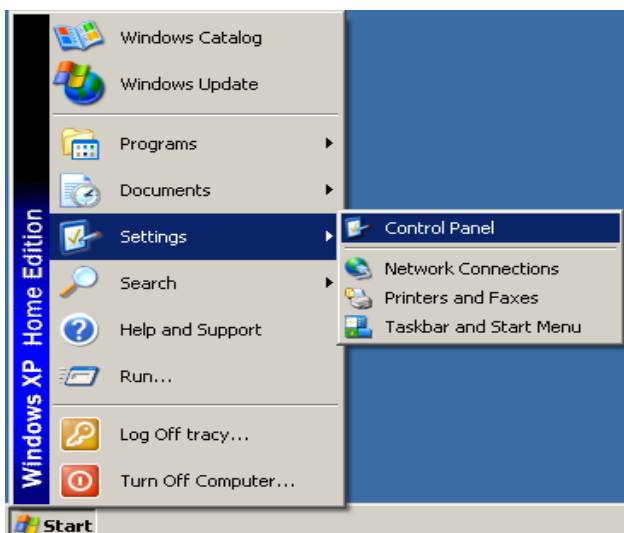 Windows Catalog
Windows Update
Programs
Documents
Settings
Search
Help and Support
Run...
Log Off tracy...
Turn Off Computer...
Control Panel
Network Connections
Printers and Faxes
Taskbar and Start Menu
Windows XP Home Edition
Start